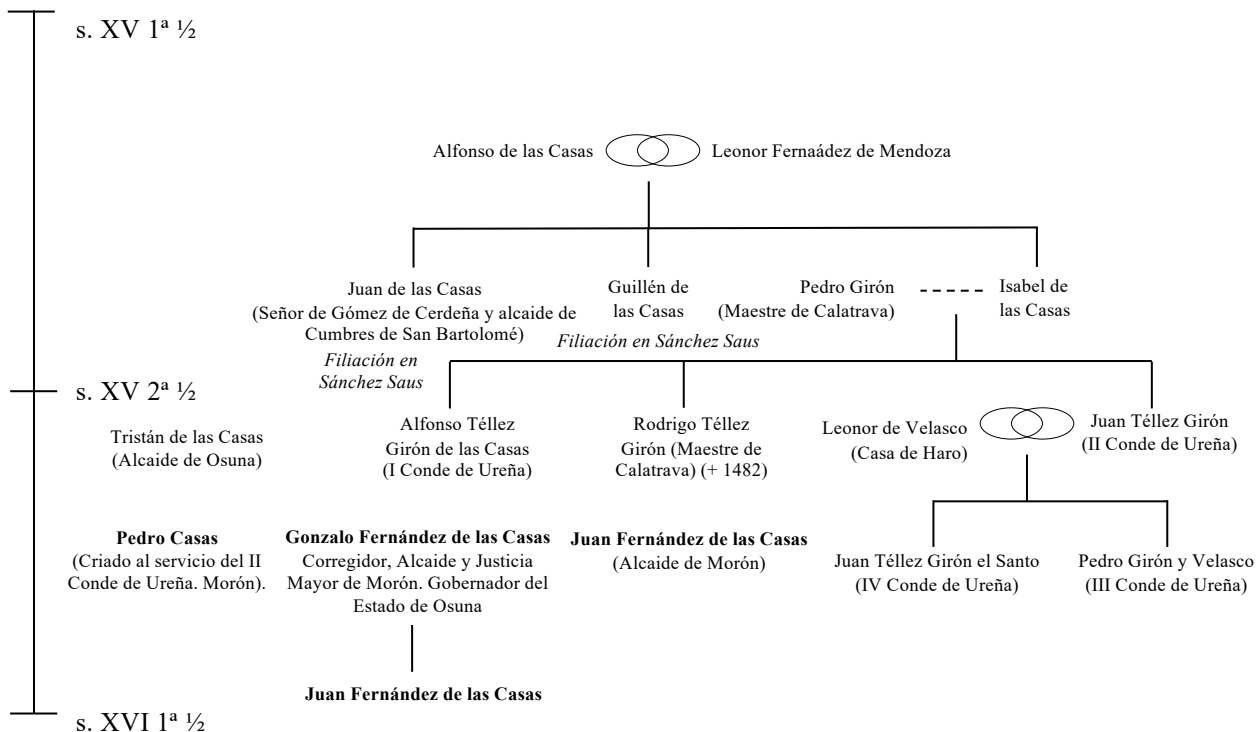 s. XV 1ª ½
Alfonso de las Casas
Leonor Fernaádez de Mendoza
Juan de las Casas
(Señor de Gómez de Cerdeña y alcaide de
Cumbres de San Bartolomé)
Filiación en
Sánchez Saus
Guillén de
las Casas
Filiación en Sánchez Saus
Pedro Girón
(Maestre de Calatrava)
Isabel de
las Casas
s. XV 2ª ½
Tristán de las Casas
(Alcaide de Osuna)
Alfonso Téllez
Girón de las Casas
(I Conde de Ureña)
Rodrigo Téllez
Girón (Maestre de
Calatrava) (+ 1482)
Leonor de Velasco
(Casa de Haro)
Juan Téllez Girón
(II Conde de Ureña)
Pedro Casas
(Criado al servicio del II
Conde de Ureña. Morón).
Gonzalo Fernández de las Casas
Corregidor, Alcaide y Justicia
Mayor de Morón. Gobernador del
Estado de Osuna
Juan Fernández de las Casas
(Alcaide de Morón)
Juan Téllez Girón el Santo
(IV Conde de Ureña)
Pedro Girón y Velasco
(III Conde de Ureña)
Juan Fernández de las Casas
s. XVI 1ª ½